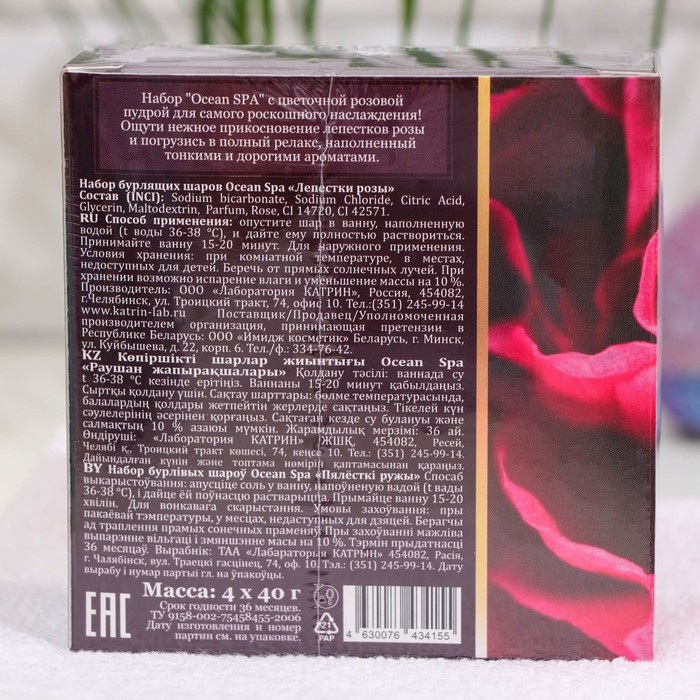 Набор "Ocean SPA" с цветочной розовой
пудрой для самого роскошного наслаждения!
Ощути нежное прикосновение лепестков розы
и погрузись в полный релакс, наполненный
тонкими и дорогими ароматами.
Набор бурлящих шаров Ocean Spa «Лепестки розы»
Состав (INCI): Sodium bicarbonate, Sodium Chloride, Citric Acid,
Glycerin, Maltodextrin, Parfum, Rose, CI 14720, CI 42571.
RU Способ применения: опустите шар в ванну, наполненную
водой (t воды 36-38 °С), и дайте ему полностью раствориться.
Принимайте ванну 15-20 минут. Для наружного применения.
Условия хранения: при комнатной температуре, в местах,
недоступных для детей. Беречь от прямых солнечных лучей. При
хранении возможно испарение влаги и уменьшение массы на 10 %.
Производитель: ООО «Лаборатория КАТРИН», Россия, 454082,
г.Челябинск, ул. Троицкий тракт, 74, офис 10. Тел.:(351) 245-99-14
www.katrin-lab.ru Поставщик/Продавец/Уполномоченная
производителем организация, принимающая претензии в
Республике Беларусь: ООО «Имидж косметик» Беларусь, г. Минск,
ул. Куйбышева, д. 22, корп. 6. Тел./ф.: 334-76-42.
KZ Көпіршікті шарлар жиынтығы Ocean Spa
«Раушан жапырақшалары» Қолдану тәсілі: ваннада су
t 36-38 °С кезінде ерітіңіз. Ваннаны 15-20 минут қабылдаңыз.
Сыртқы қолдану үшін. Сақтау шарттары: бөлме температурасында,
балалардың қолдары жетпейтін жерлерде сақтаңыз. Тікелей күн
сәулелерінің әсерінен қорғаңыз. Сақтаған кезде су булануы және
салмақтың 10 % азаюы мүмкін. Жарамдылық мерзімі: 36 ай.
Өндіруші: «Лаборатория КАТРИН» ЖШҚ, 454082, Ресей,
Челябі қ., Троицкий тракт көшесі, 74, кеңсе 10. Тел.: (351) 245-99-14.
Дайындалған күнін және топтама нөмірін қаптамасынан қараңыз.
BY Набор бурлівых шароў Ocean Spa «Пялёсткі ружы» Спосаб
выкарыстоўвання: апусціце соль у ванну, напоўненую вадой (t вады
36-38 °С), і дайце ёй поўнасцю растварыцца. Прымайце ванну 15-20
хвілін. Для вонкавага скарыстання. Умовы захоўвання: пры
пакаёвай тэмпературы, у месцах, недаступных для дзяцей. Берагчы
ад траплення прамых сонечных праменяў. Пры захоўванні мажліва
выпарэнне вільгаці і змяншэнне масы на 10 %. Тэрмін прыдатнасці
36 месяцаў. Вырабнік: ТАА «Лабараторыя КАТРЫН» 454082, Расія,
г. Чалябінск, вул. Траецкі гасцінец, 74, оф. 10. Тэл.: (351) 245-99-14. Дату
вырабу і нумар партыі гл. на ўпакоўцы.
EAC
Масса: 4 х 40 г
Срок годности 36 месяцев.
ТУ 9158-002-75458455-2006
Дату изготовления и номер
партии см. на упаковке.
21
PAP
4 630076 434155